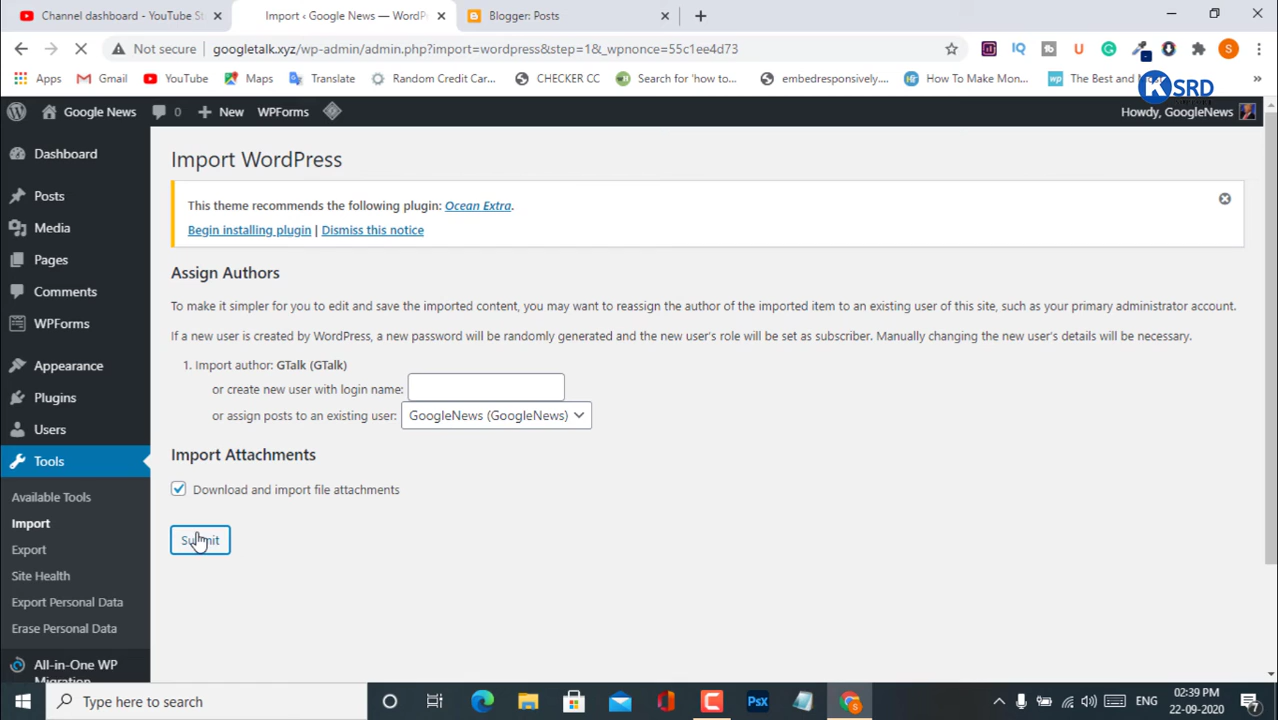 Channel dashboard - YouTube St
Import ‹ Google News — WordPr
Blogger: Posts
Not secure
googletalk.xyz/wp-admin/admin.php?import=wordpress&step=1&_wpnonce=55c1ee4d73
Apps
Gmail
YouTube
Maps
Translate
Random Credit Car...
CHECKER CC
Search for 'how to...
embedresponsively....
How To Make Mon...
The Best and M
KSRD
Google News
0
New
WPForms
Howdy, GoogleNews
Dashboard
Posts
Media
Pages
Comments
WPForms
Appearance
Plugins
Users
Tools
Available Tools
Import
Export
Site Health
Export Personal Data
Erase Personal Data
All-in-One WP
Migration
Import WordPress
This theme recommends the following plugin: Ocean Extra.
Begin installing plugin | Dismiss this notice
Assign Authors
To make it simpler for you to edit and save the imported content, you may want to reassign the author of the imported item to an existing user of this site, such as your primary administrator account.
If a new user is created by WordPress, a new password will be randomly generated and the new user's role will be set as subscriber. Manually changing the new user's details will be necessary.
1. Import author: GTalk (GTalk)
or create new user with login name:
or assign posts to an existing user: GoogleNews (GoogleNews)
Import Attachments
Download and import file attachments
Submit
Type here to search
Psx
ENG
02:39 PM
22-09-2020
7